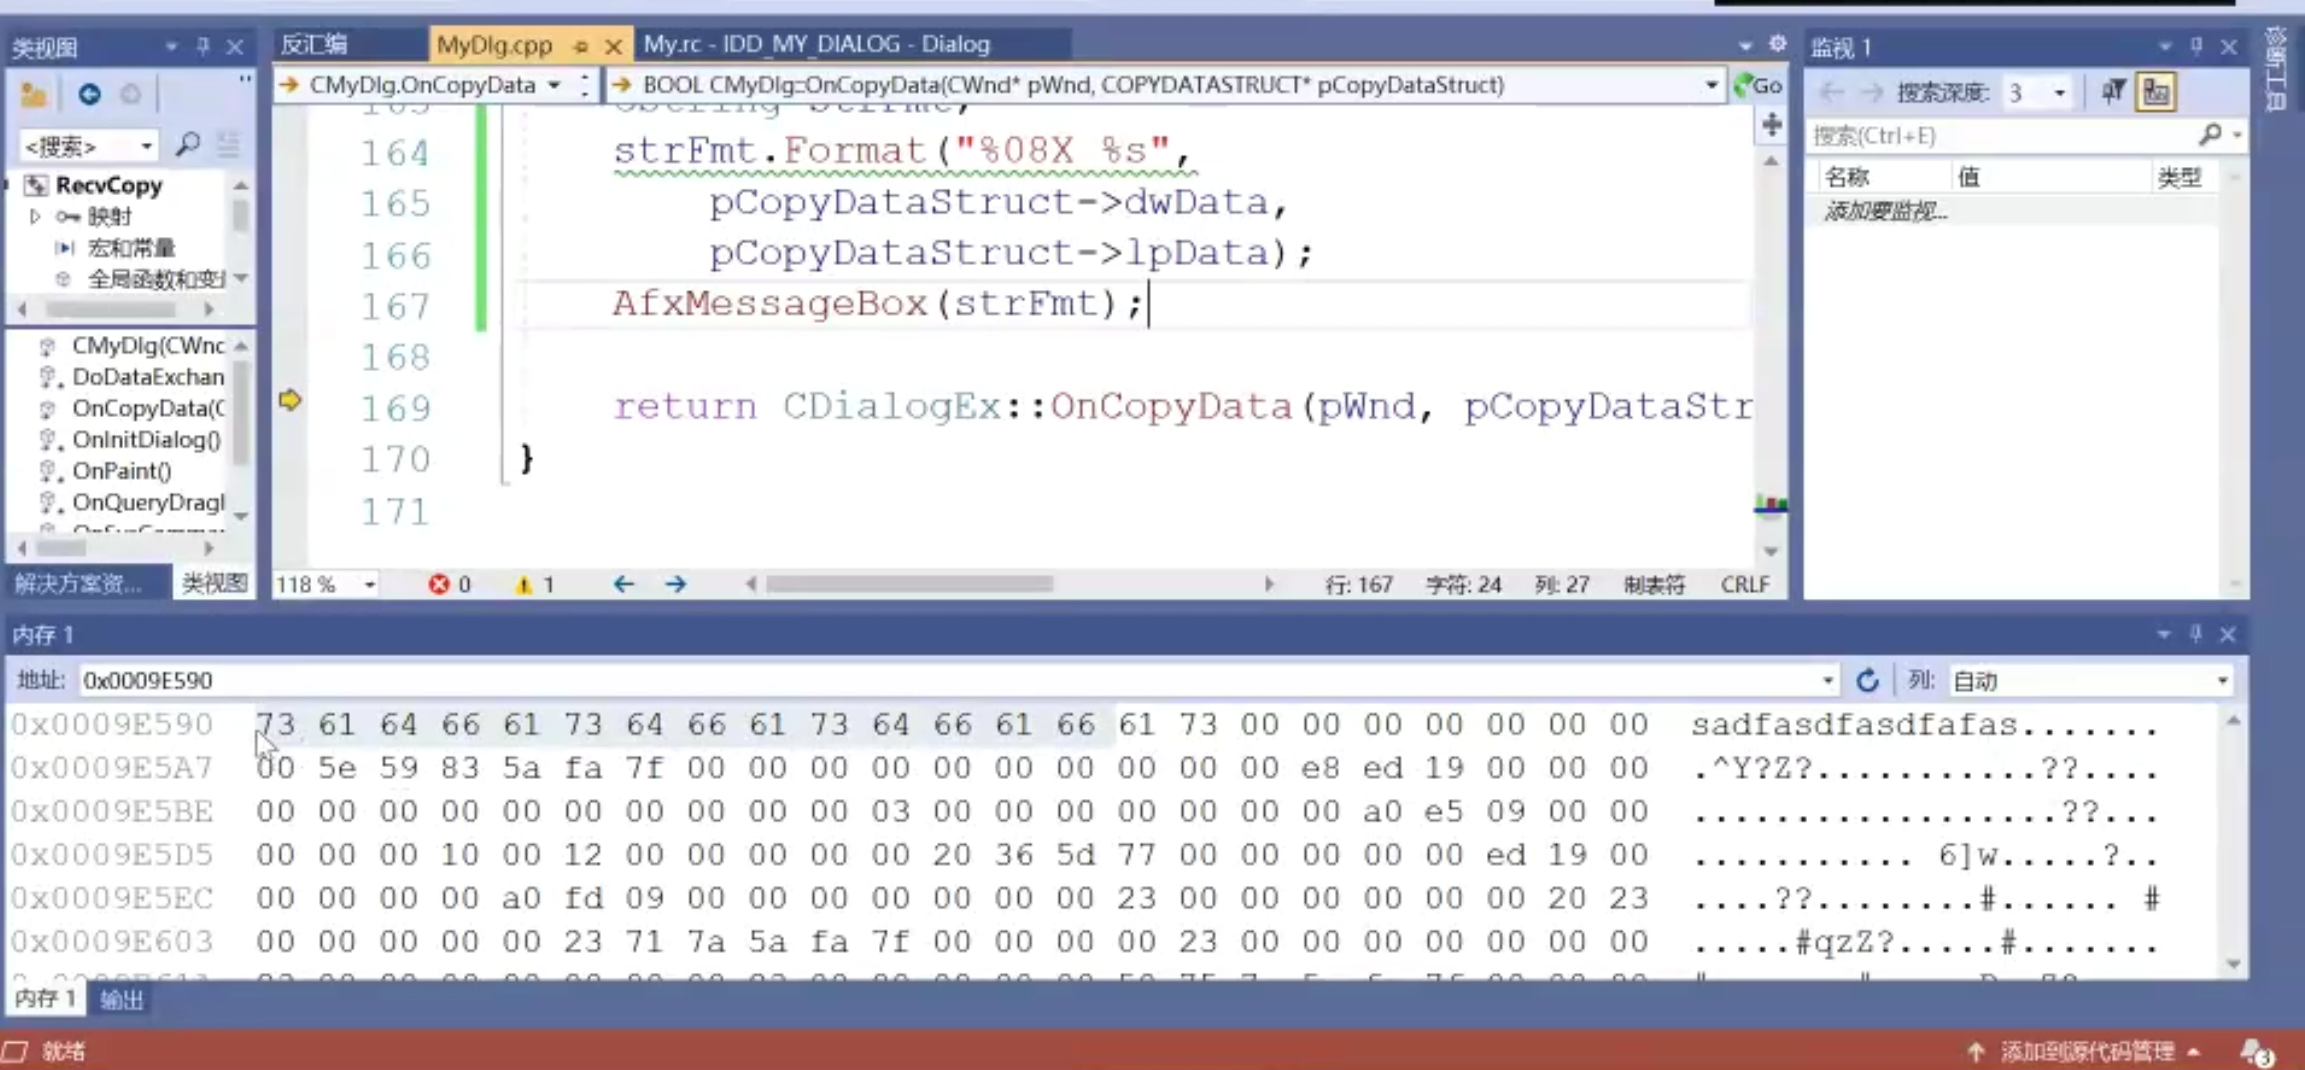 类视图
<搜索>
RecvCopy
映射
宏和常量
全局函数和变
CMyDlg(CWnc
DoDataExchan
OnCopyData(C
OnInitDialog()
OnPaint()
OnQueryDragI
解决方案资... 类视图
反汇编 MyDlg.cpp My.rc - IDD_MY_DIALOG - Dialog
CMyDlg.OnCopyData BOOL CMyDlg::OnCopyData(CWnd* pWnd, COPYDATASTRUCT* pCopyDataStruct) Go
164 strFmt.Format("%08X %s",
165 pCopyDataStruct->dwData,
166 pCopyDataStruct->lpData);
167 AfxMessageBox(strFmt);
168
169 return CDialogEx::OnCopyData(pWnd, pCopyDataStr
170 }
171
118 % 0 1 行: 167 字符: 24 列: 27 制表符 CRLF
监视 1
搜索深度: 3
搜索(Ctrl+E)
名称 值 类型
添加要监视...
诊断工具
内存 1
地址: 0x0009E590 列: 自动
0x0009E590 73 61 64 66 61 73 64 66 61 73 64 66 61 66 61 73 00 00 00 00 00 00 00 sadfasdfasdfafas.......
0x0009E5A7 00 5e 59 83 5a fa 7f 00 00 00 00 00 00 00 00 00 00 e8 ed 19 00 00 00 .^Y?Z?...........??....
0x0009E5BE 00 00 00 00 00 00 00 00 00 00 03 00 00 00 00 00 00 00 a0 e5 09 00 00 ..................??...
0x0009E5D5 00 00 00 10 00 12 00 00 00 00 00 20 36 5d 77 00 00 00 00 00 ed 19 00 ........... 6]w.....?..
0x0009E5EC 00 00 00 00 a0 fd 09 00 00 00 00 00 00 00 23 00 00 00 00 00 00 20 23 ....??........#...... #
0x0009E603 00 00 00 00 00 23 71 7a 5a fa 7f 00 00 00 00 23 00 00 00 00 00 00 00 .....#qzZ?.....#.......
内存 1 输出
就绪 添加到源代码管理 3